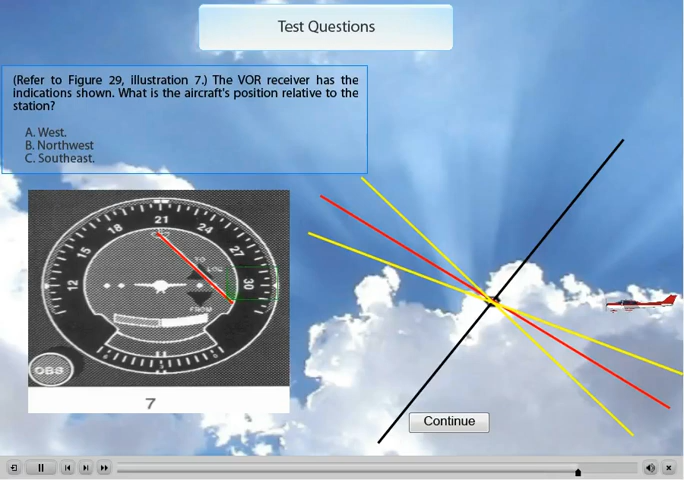 Test Questions
(Refer to Figure 29, illustration 7.) The VOR receiver has the
indications shown. What is the aircraft's position relative to the
station?
A. West.
B. Northwest
C. Southeast.
21
18
24
15
27
12
30
TO
FROM
OBS
7
Continue